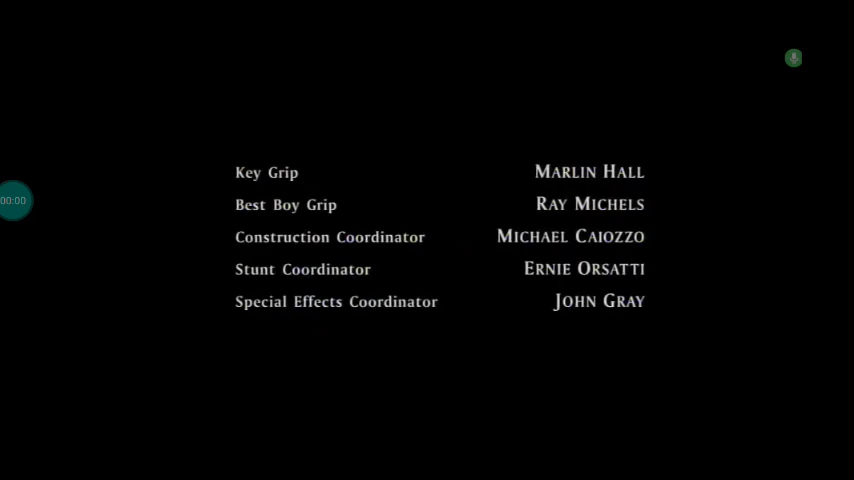 Key Grip MARLIN HALL
Best Boy Grip RAY MICHELS
Construction Coordinator MICHAEL CAIOZZO
00:00
Stunt Coordinator ERNIE ORSATTI
Special Effects Coordinator JOHN GRAY